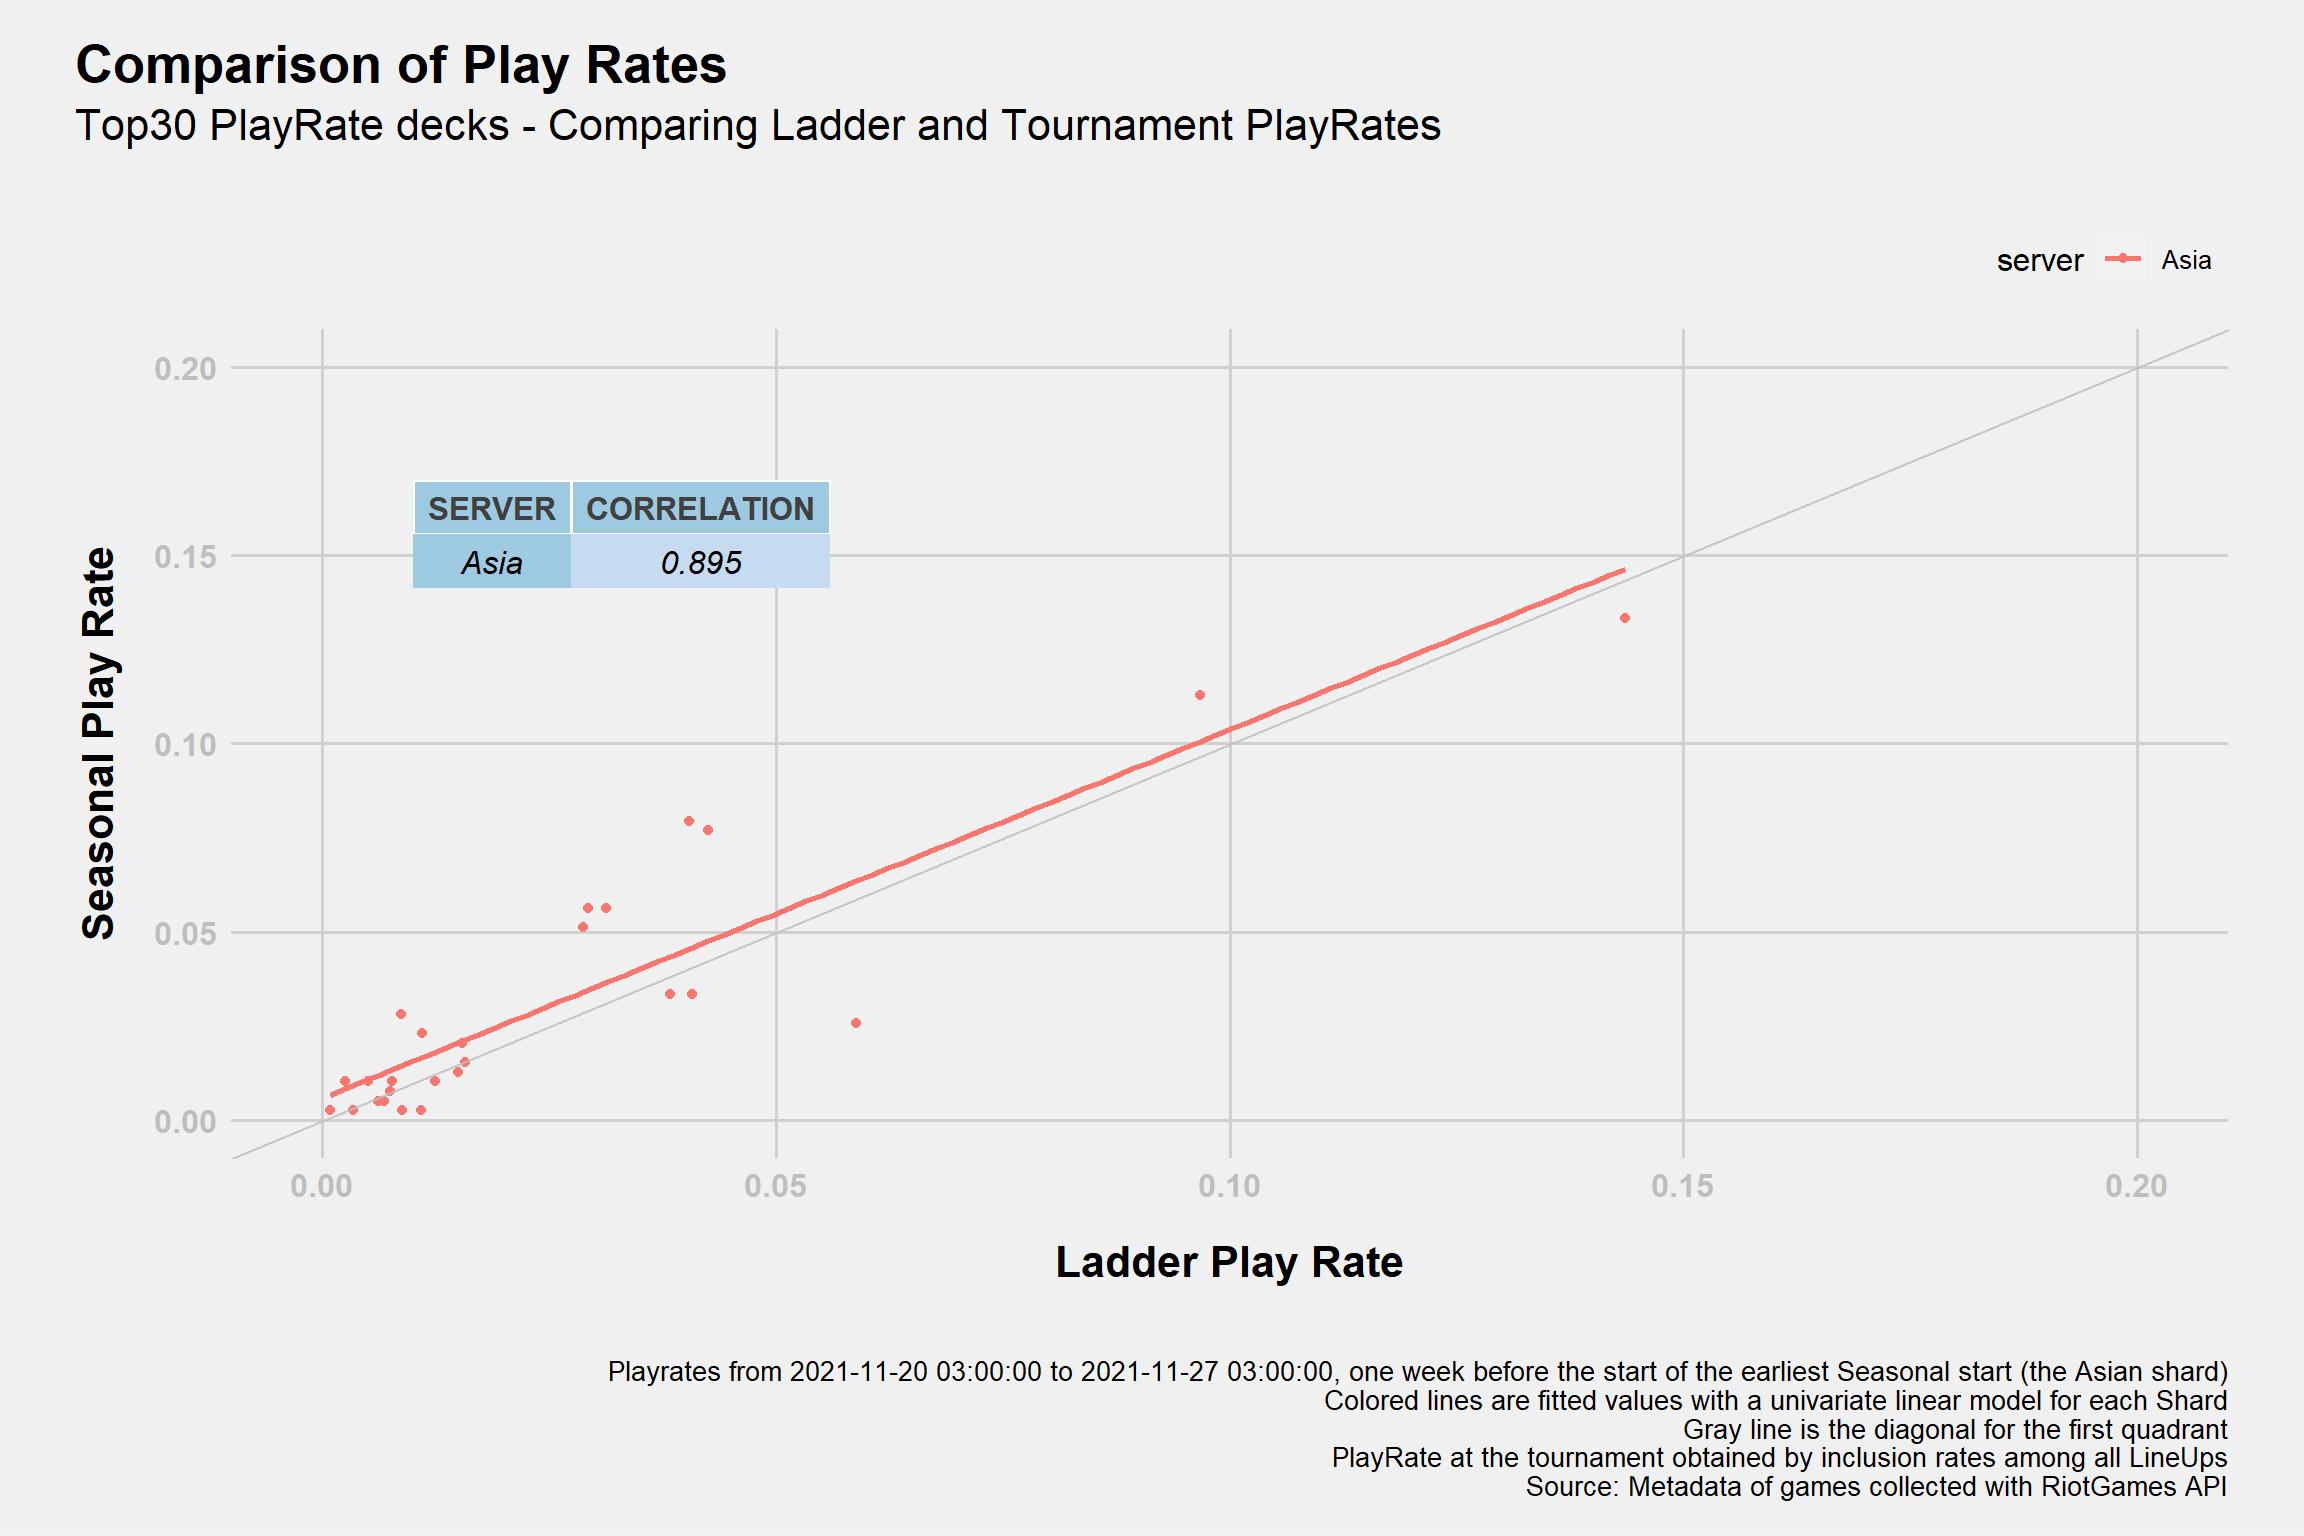 Comparison of Play Rates
Top30 PlayRate decks - Comparing Ladder and Tournament PlayRates
server Asia
0.20
0.15
0.10
0.05
0.00
Seasonal Play Rate
SERVER CORRELATION
Asia 0.895
0.00 0.05 0.10 0.15 0.20
Ladder Play Rate
Playrates from 2021-11-20 03:00:00 to 2021-11-27 03:00:00, one week before the start of the earliest Seasonal start (the Asian shard)
Colored lines are fitted values with a univariate linear model for each Shard
Gray line is the diagonal for the first quadrant
PlayRate at the tournament obtained by inclusion rates among all LineUps
Source: Metadata of games collected with RiotGames API